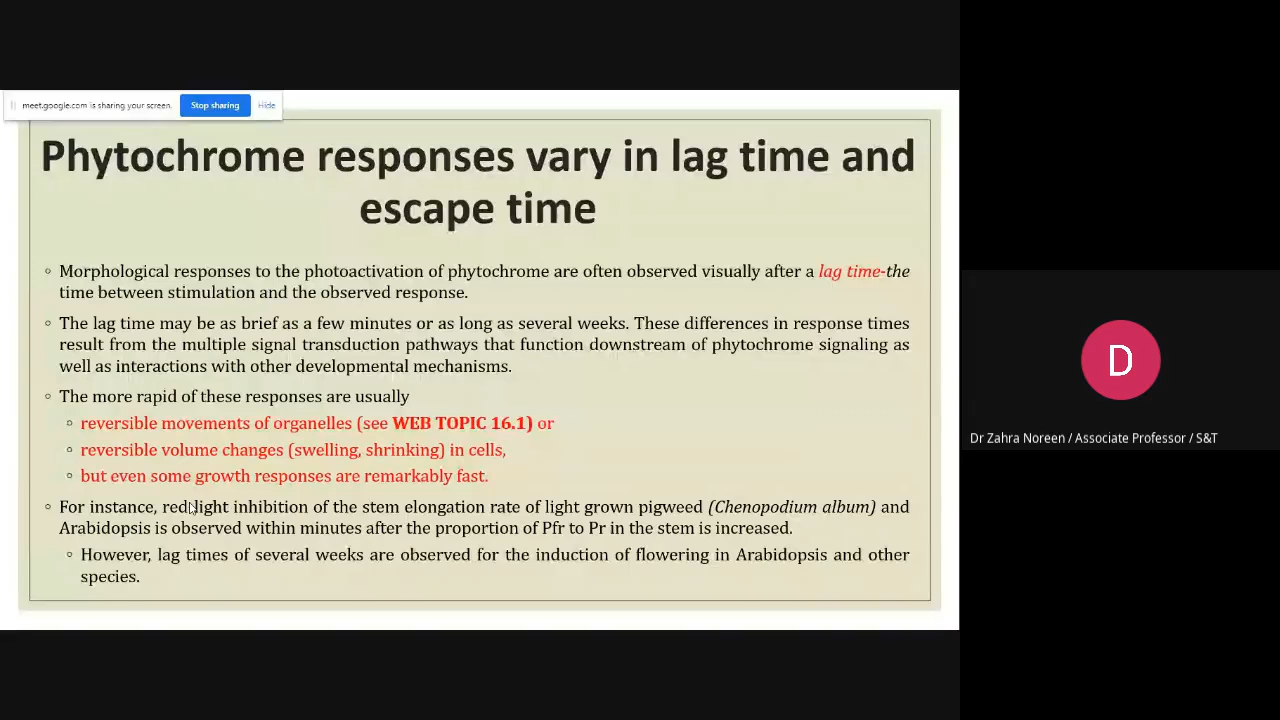 meet.google.com is sharing your screen.
Stop sharing
Hide
Phytochrome responses vary in lag time and
escape time
◦ Morphological responses to the photoactivation of phytochrome are often observed visually after a lag time-the
time between stimulation and the observed response.
◦ The lag time may be as brief as a few minutes or as long as several weeks. These differences in response times
result from the multiple signal transduction pathways that function downstream of phytochrome signaling as
well as interactions with other developmental mechanisms.
◦ The more rapid of these responses are usually
◦ reversible movements of organelles (see WEB TOPIC 16.1) or
◦ reversible volume changes (swelling, shrinking) in cells,
◦ but even some growth responses are remarkably fast.
◦ For instance, red light inhibition of the stem elongation rate of light grown pigweed (Chenopodium album) and
Arabidopsis is observed within minutes after the proportion of Pfr to Pr in the stem is increased.
◦ However, lag times of several weeks are observed for the induction of flowering in Arabidopsis and other
species.
D
Dr Zahra Noreen / Associate Professor / S&T